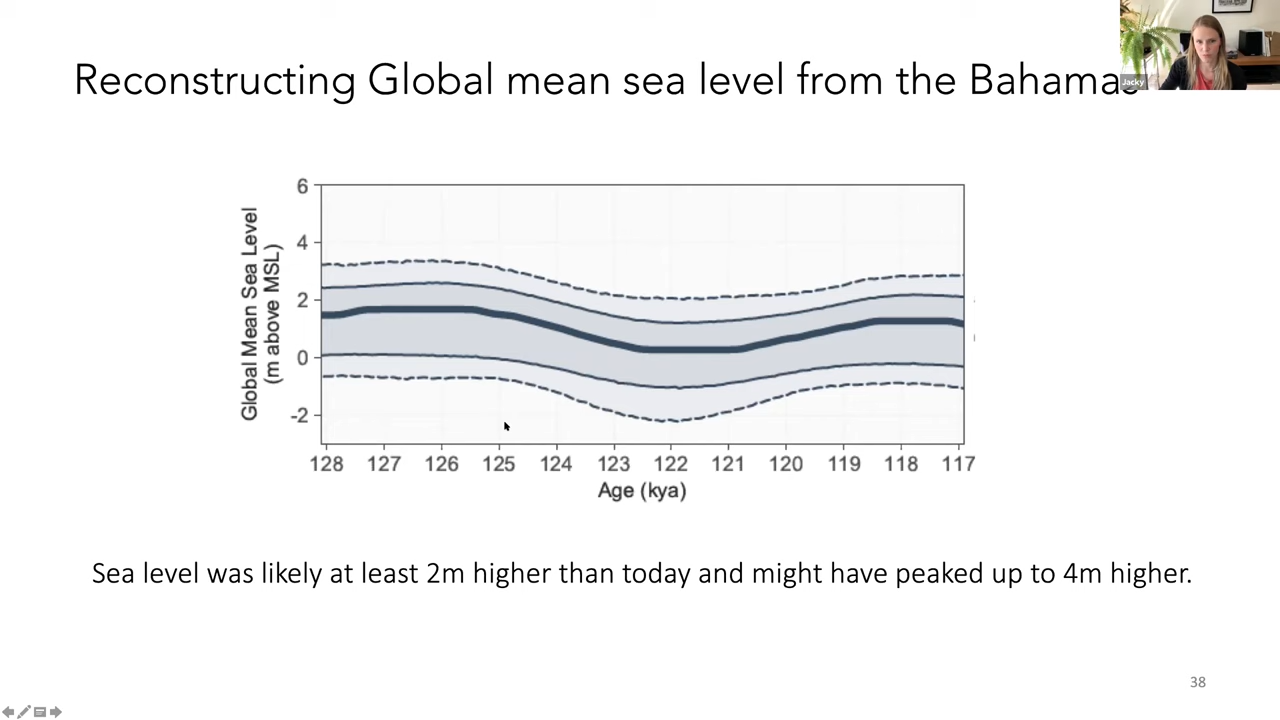 Jacky
Reconstructing Global mean sea level from the Bahamas
Global Mean Sea Level
(m above MSL)
6
4
2
0
-2
128 127 126 125 124 123 122 121 120 119 118 117
Age (kya)
Sea level was likely at least 2m higher than today and might have peaked up to 4m higher.
38